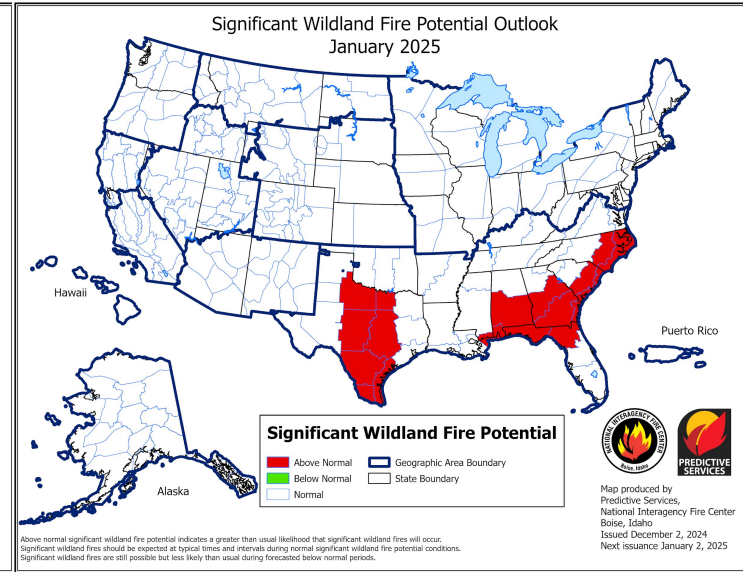 Significant Wildland Fire Potential Outlook
January 2025
Hawaii
Puerto Rico
Alaska
Significant Wildland Fire Potential
Above Normal
Geographic Area Boundary
Below Normal
State Boundary
Normal
NATIONAL INTERAGENCY FIRE CENTER
Boise, Idaho
PREDICTIVE
SERVICES
Map produced by
Predictive Services,
National Interagency Fire Center
Boise, Idaho
Issued December 2, 2024
Next issuance January 2, 2025
Above normal significant wildland fire potential indicates a greater than usual likelihood that significant wildland fires will occur.
Significant wildland fires should be expected at typical times and intervals during normal significant wildland fire potential conditions.
Significant wildland fires are still possible but less likely than usual during forecasted below normal periods.